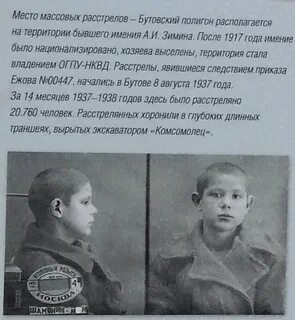 Место массовых расстрелов – Бутовский полигон располагается
на территории бывшего имения А.И. Зимина. После 1917 года имение
было национализировано, хозяева выселены, территория стала
владением ОГПУ-НКВД. Расстрелы, явившиеся следствием приказа
Ежова №00447, начались в Бутове 8 августа 1937 года.
За 14 месяцев 1937–1938 годов здесь было расстреляно
20.760 человек. Расстрелянных хоронили в глубоких длинных
траншеях, вырытых экскаватором «Комсомолец».
МОСКВА
4